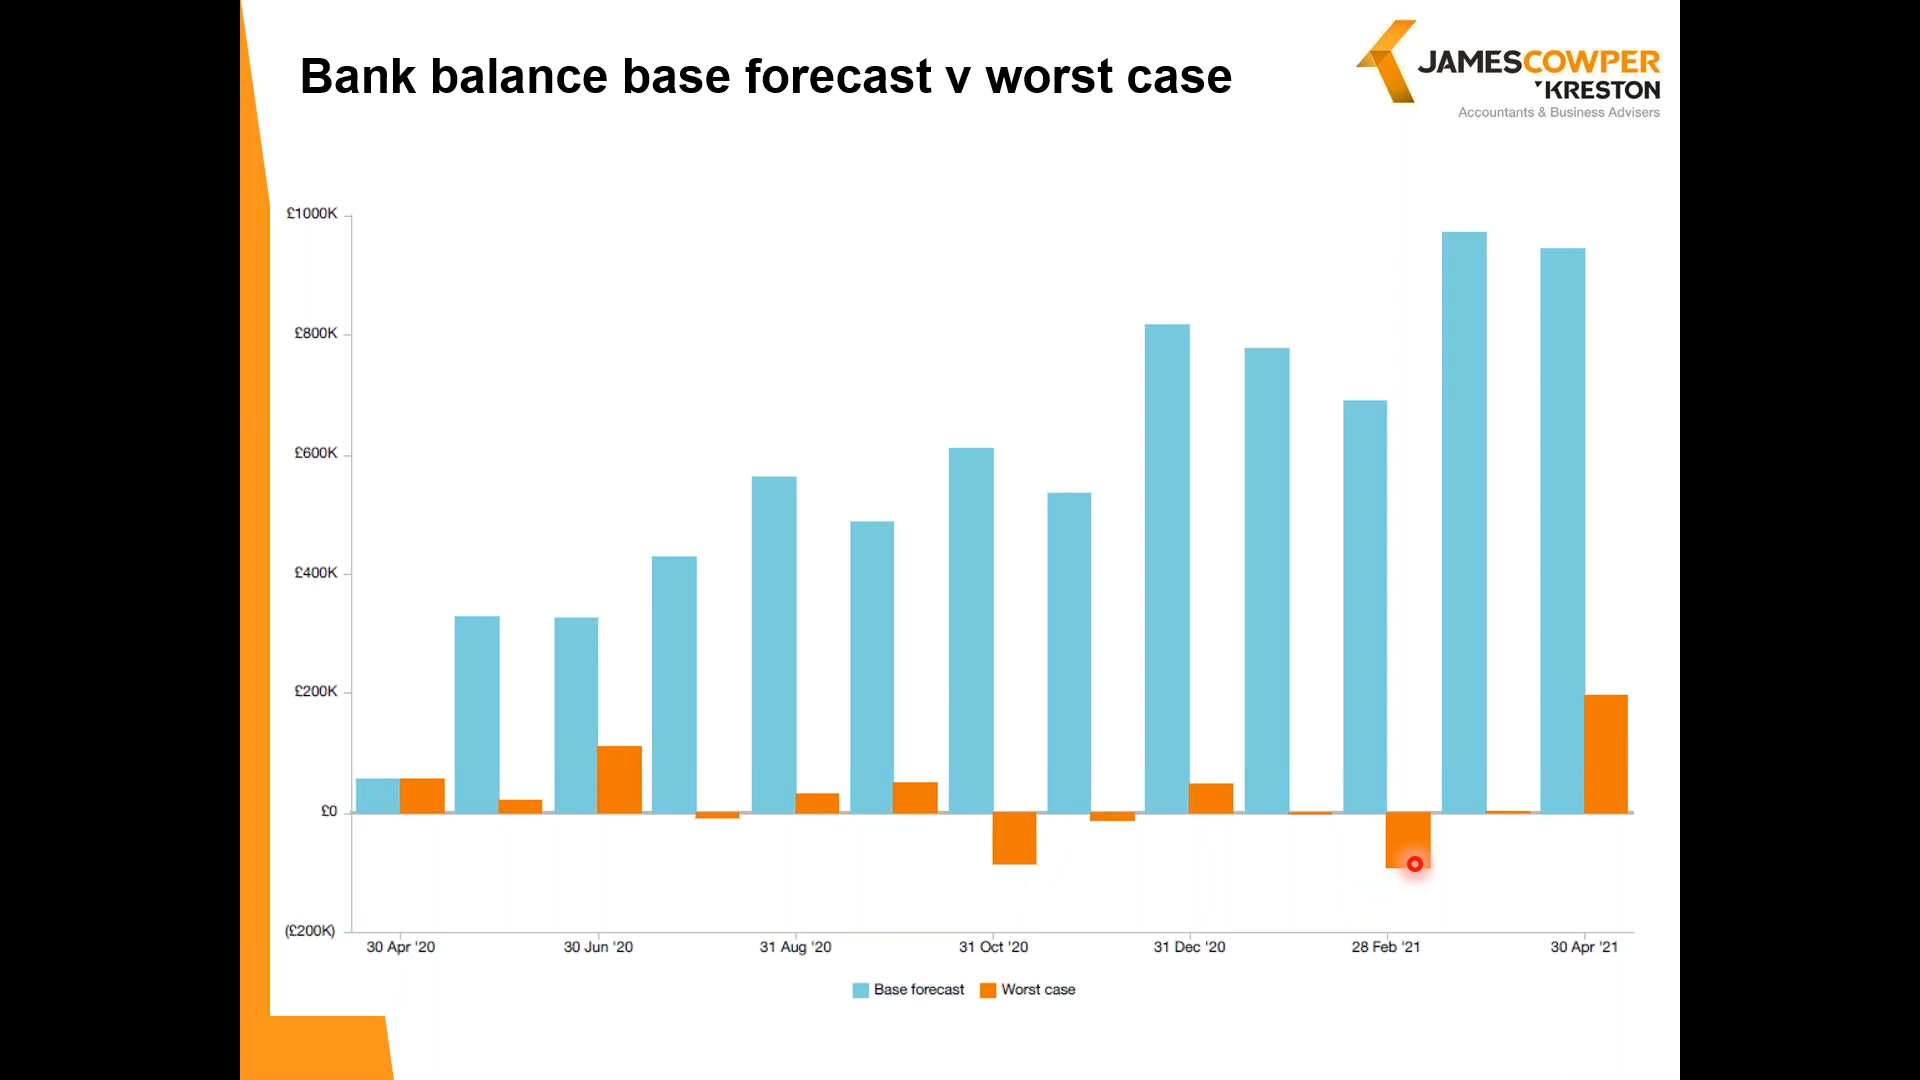 Bank balance base forecast v worst case
JAMESCOWPER
KRESTON
Accountants & Business Advisers
£1000K
£800K
£600K
£400K
£200K
£0
(£200K)
30 Apr '20 30 Jun '20 31 Aug '20 31 Oct '20 31 Dec '20 28 Feb '21 30 Apr '21
Base forecast Worst case